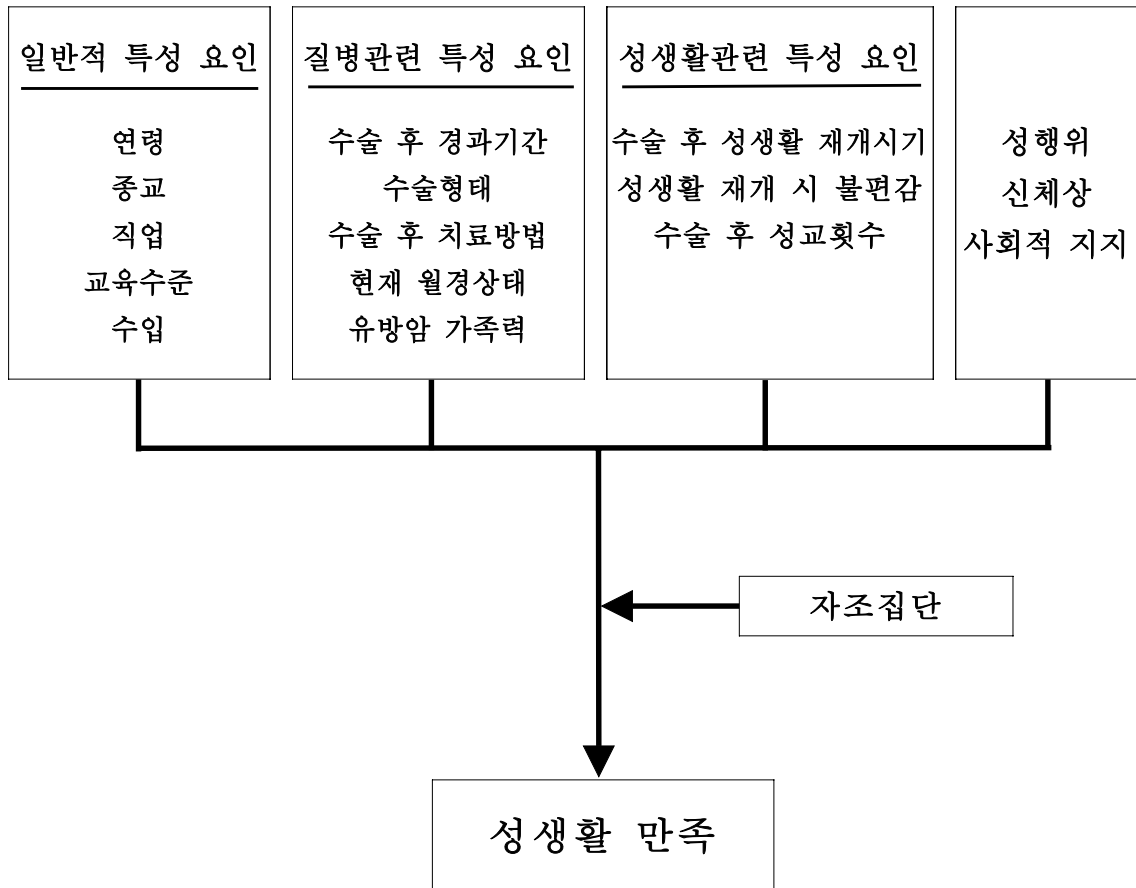 일반적 특성 요인
연령
종교
직업
교육수준
수입
질병관련 특성 요인
수술 후 경과기간
수술형태
수술 후 치료방법
현재 월경상태
유방암 가족력
성생활관련 특성 요인
수술 후 성생활 재개시기
성생활 재개 시 불편감
수술 후 성교횟수
성행위
신체상
사회적 지지
자조집단
성생활 만족